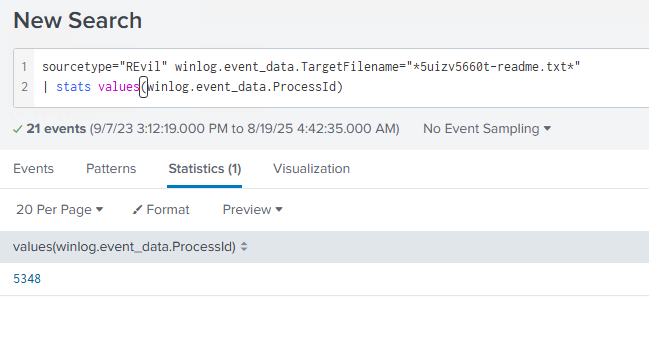 New Search
1 sourcetype="REvil" winlog.event_data.TargetFilename="*5uizv5660t-readme.txt*"
2 | stats values(winlog.event_data.ProcessId)
✓ 21 events (9/7/23 3:12:19.000 PM to 8/19/25 4:42:35.000 AM) No Event Sampling
Events Patterns Statistics (1) Visualization
20 Per Page Format Preview
values(winlog.event_data.ProcessId)
5348